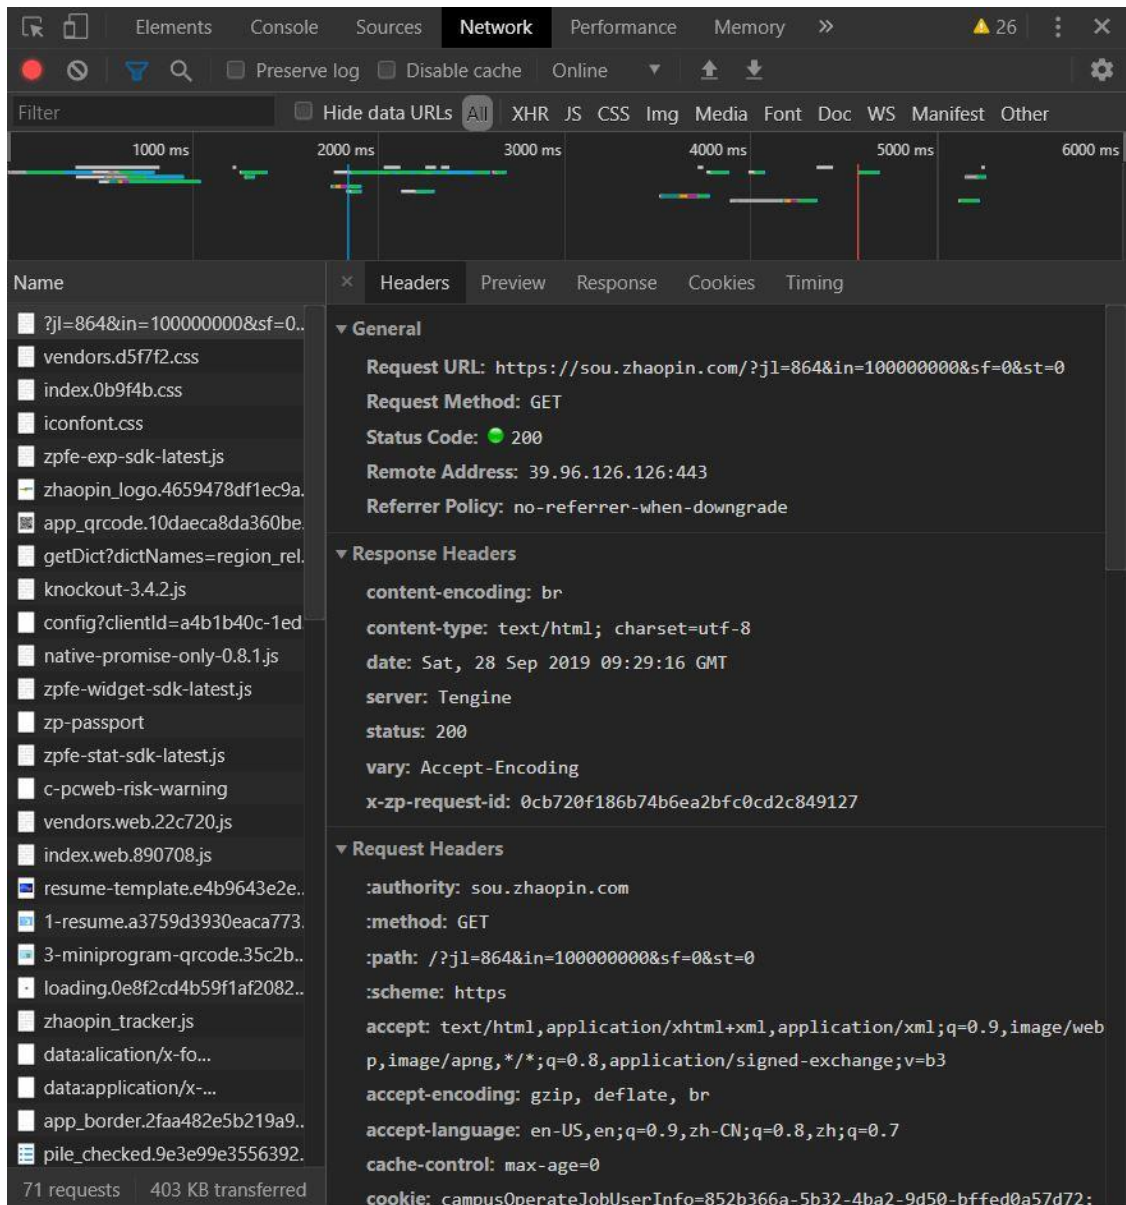 Elements Console Sources Network Performance Memory » 26
Preserve log Disable cache Online
Filter Hide data URLs All XHR JS CSS Img Media Font Doc WS Manifest Other
1000 ms 2000 ms 3000 ms 4000 ms 5000 ms 6000 ms
Name
?jl=864&in=100000000&sf=0..
vendors.d5f7f2.css
index.0b9f4b.css
iconfont.css
zpfe-exp-sdk-latest.js
zhaopin_logo.4659478df1ec9a.
app_qrcode.10daeca8da360be.
getDict?dictNames=region_rel.
knockout-3.4.2.js
config?clientId=a4b1b40c-1ed
native-promise-only-0.8.1.js
zpfe-widget-sdk-latest.js
zp-passport
zpfe-stat-sdk-latest.js
c-pcweb-risk-warning
vendors.web.22c720.js
index.web.890708.js
resume-template.e4b9643e2e..
1-resume.a3759d3930eaca773.
3-miniprogram-qrcode.35c2b..
loading.0e8f2cd4b59f1af2082..
zhaopin_tracker.js
data:alication/x-fo...
data:application/x-...
app_border.2faa482e5b219a9..
pile_checked.9e3e99e3556392.
71 requests 403 KB transferred
× Headers Preview Response Cookies Timing
General
Request URL: https://sou.zhaopin.com/?jl=864&in=100000000&sf=0&st=0
Request Method: GET
Status Code: 200
Remote Address: 39.96.126.126:443
Referrer Policy: no-referrer-when-downgrade
Response Headers
content-encoding: br
content-type: text/html; charset=utf-8
date: Sat, 28 Sep 2019 09:29:16 GMT
server: Tengine
status: 200
vary: Accept-Encoding
x-zp-request-id: 0cb720f186b74b6ea2bfc0cd2c849127
Request Headers
:authority: sou.zhaopin.com
:method: GET
:path: /?jl=864&in=100000000&sf=0&st=0
:scheme: https
accept: text/html,application/xhtml+xml,application/xml;q=0.9,image/web
p,image/apng,*/*;q=0.8,application/signed-exchange;v=b3
accept-encoding: gzip, deflate, br
accept-language: en-US,en;q=0.9,zh-CN;q=0.8,zh;q=0.7
cache-control: max-age=0
cookie: campusOperateJobUserInfo=852b366a-5b32-4ba2-9d50-bffed0a57d72;